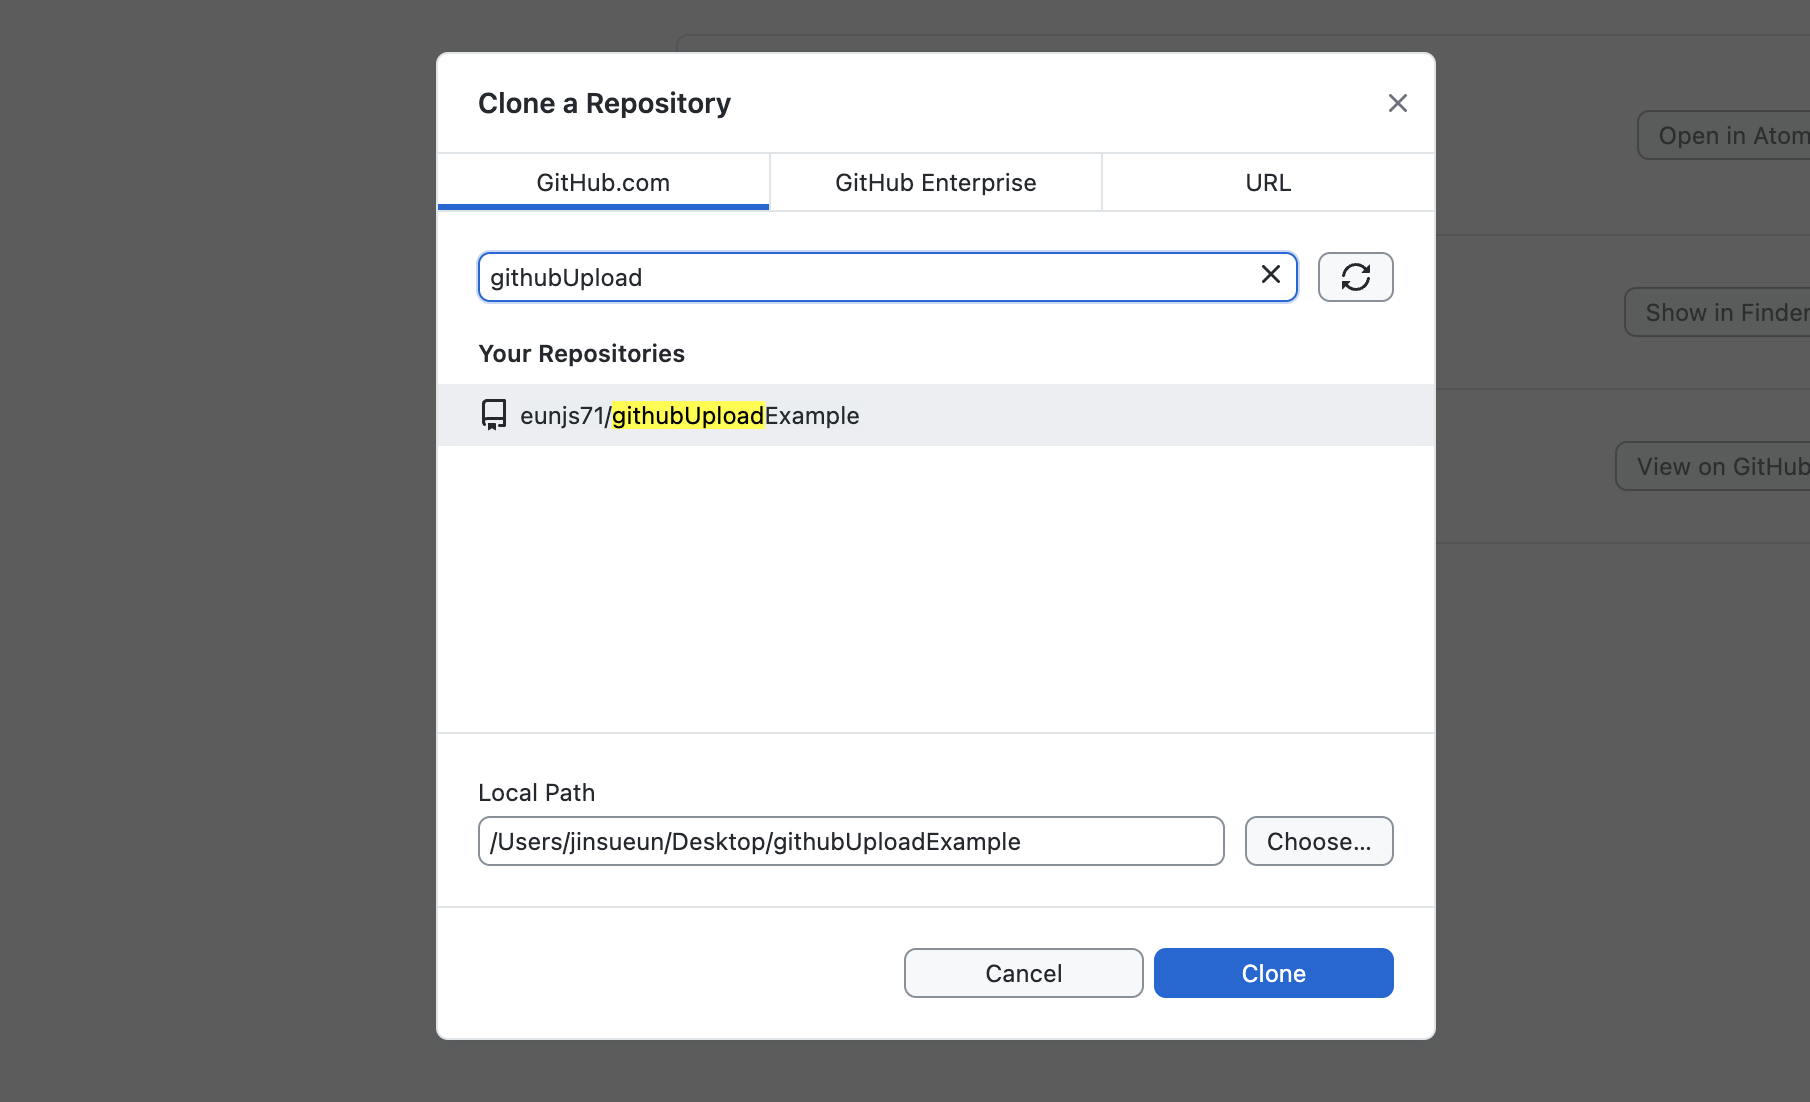 Clone a Repository
Open in Atom
GitHub.com
GitHub Enterprise
URL
githubUpload
Show in Finder
Your Repositories
eunjs71/githubUploadExample
View on GitHub
Local Path
/Users/jinsueun/Desktop/githubUploadExample
Choose...
Cancel
Clone